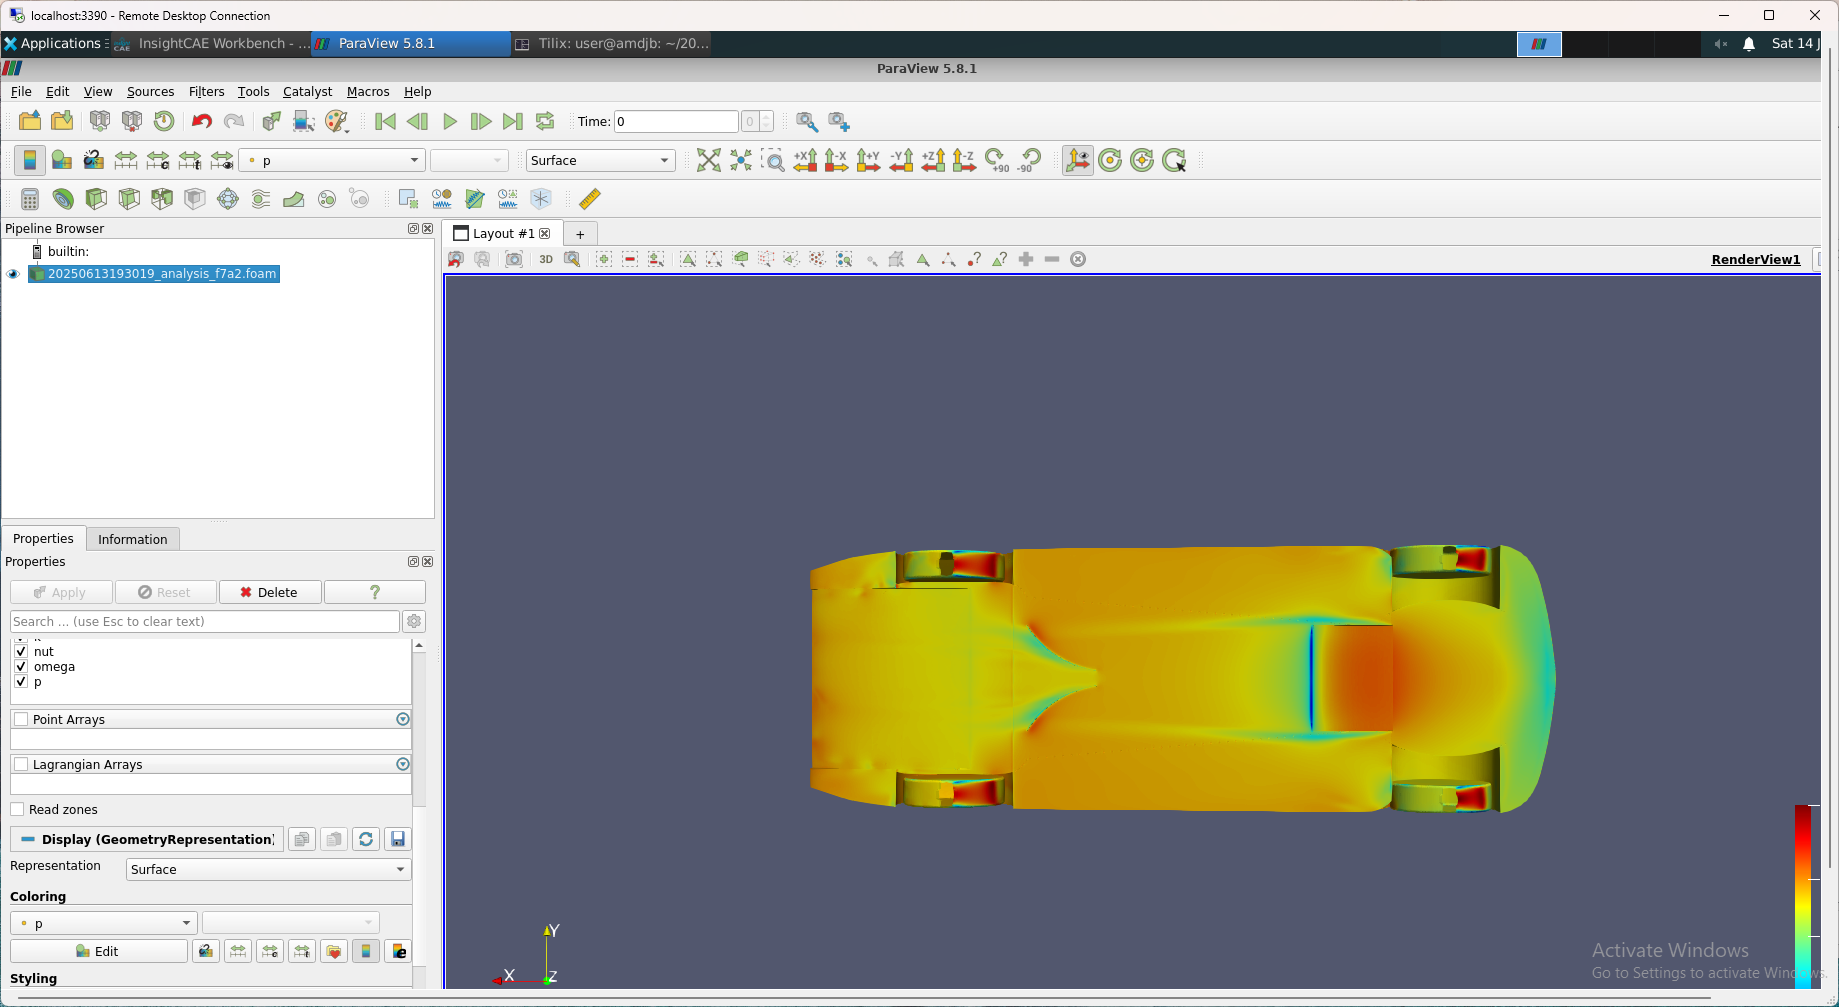 localhost:3390 - Remote Desktop Connection
Applications
InsightCAE Workbench - ...
ParaView 5.8.1
Tilix: user@amdjb: ~/20...
Sat 14 J
ParaView 5.8.1
File Edit View Sources Filters Tools Catalyst Macros Help
Time: 0
0
p
Surface
+X -X +Y -Y +Z -Z +90 -90
Pipeline Browser
builtin:
20250613193019_analysis_f7a2.foam
Layout #1
+
3D
RenderView1
Properties Information
Properties
Apply Reset Delete ?
Search ... (use Esc to clear text)
nut
omega
p
Point Arrays
Lagrangian Arrays
Read zones
Display (GeometryRepresentation)
Representation Surface
Coloring
p
Edit
Styling
Y
X
Z
Activate Windows
Go to Settings to activate Windows.